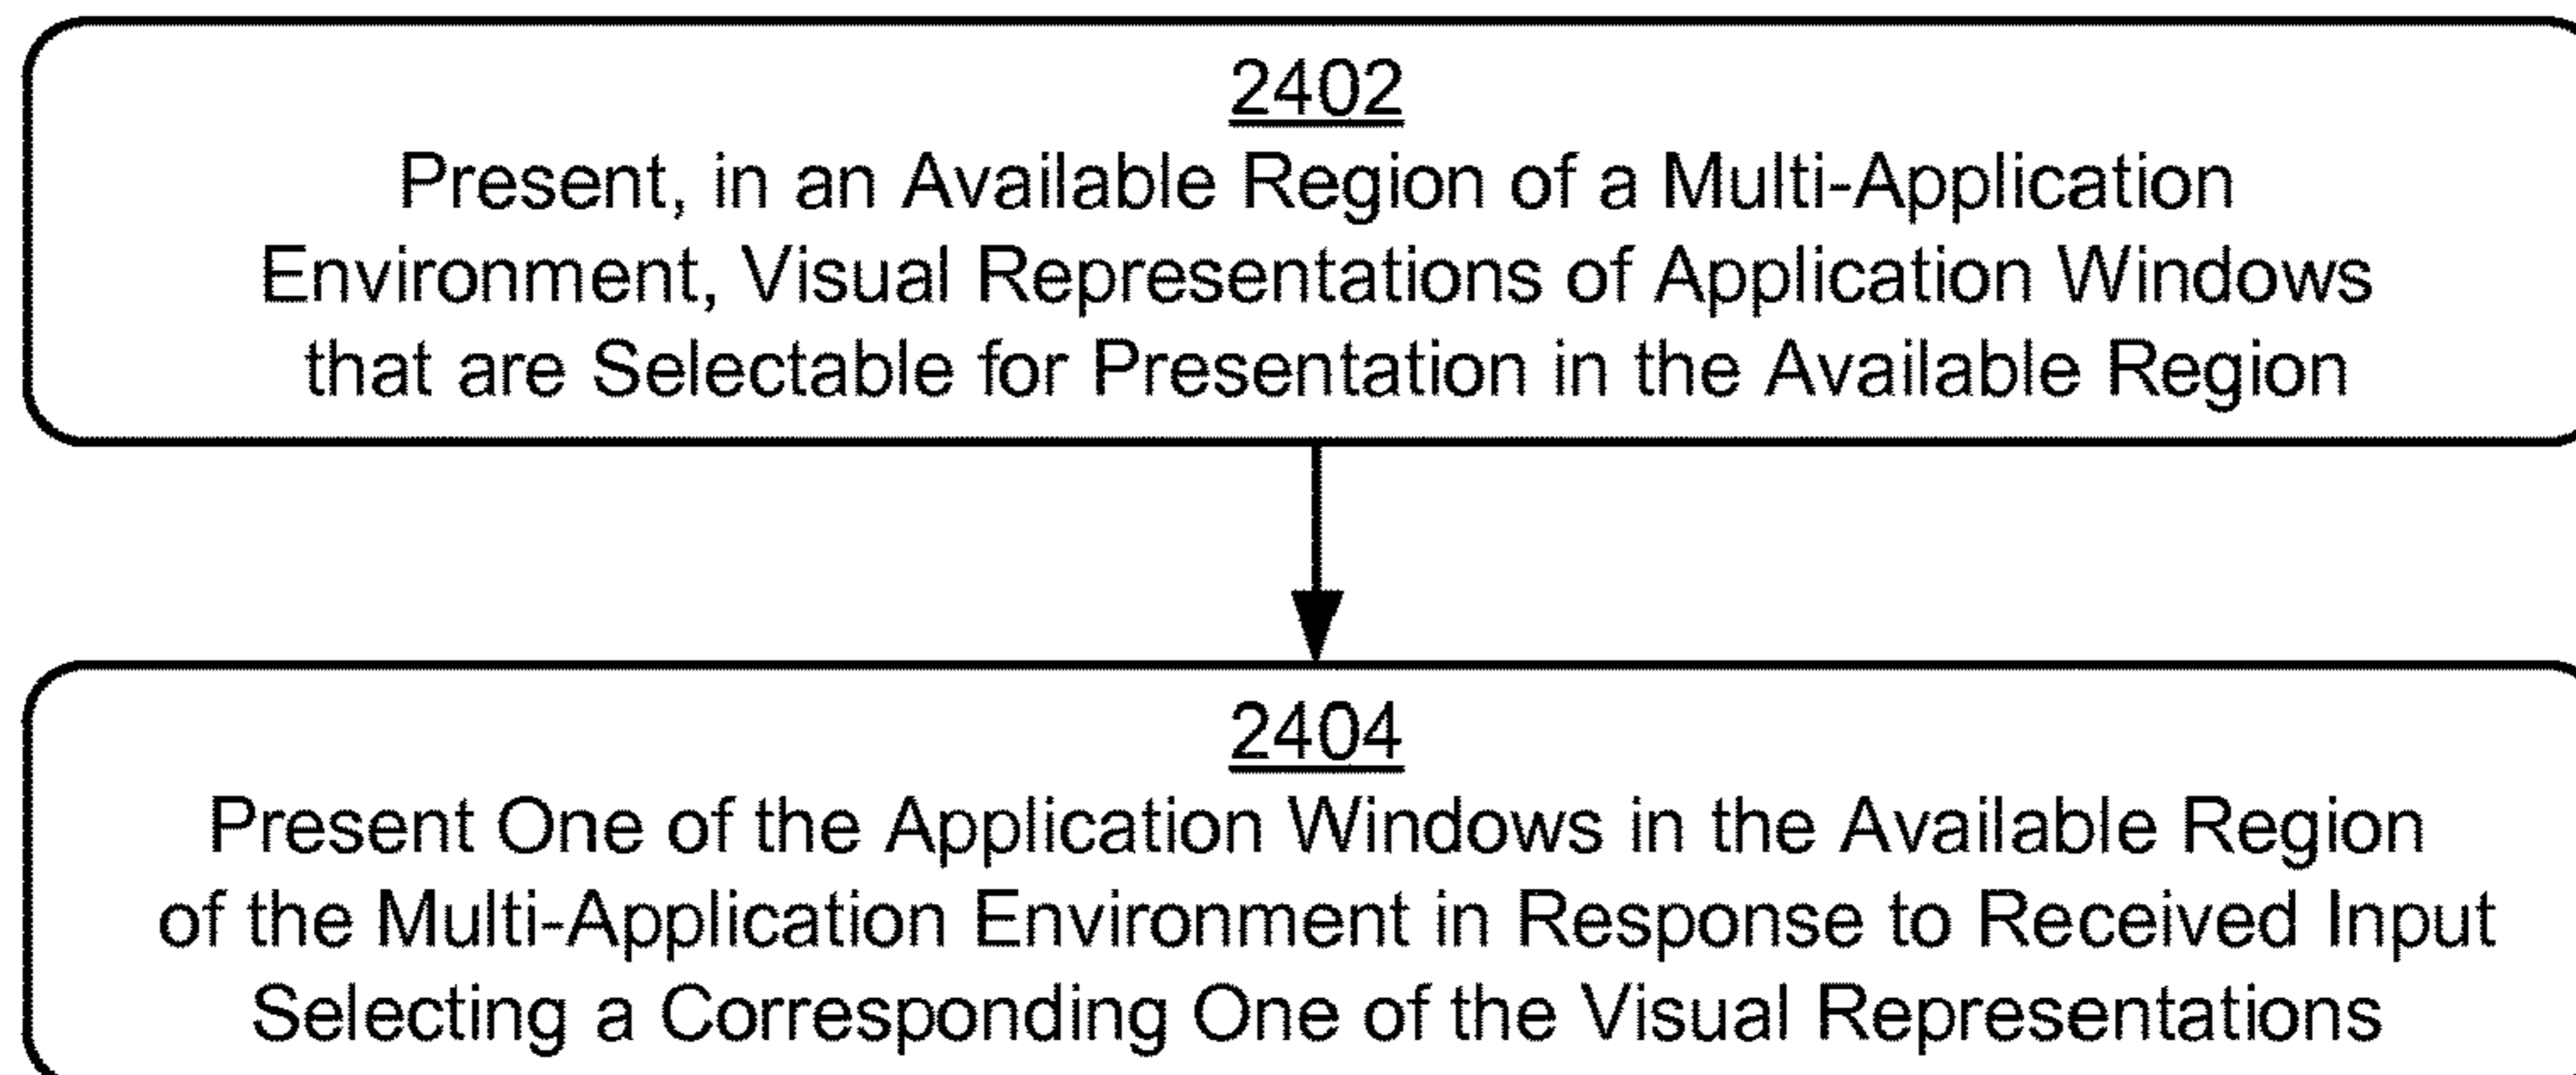 2402
Present, in an Available Region of a Multi-Application
Environment, Visual Representations of Application Windows
that are Selectable for Presentation in the Available Region
2404
Present One of the Application Windows in the Available Region
of the Multi-Application Environment in Response to Received Input
Selecting a Corresponding One of the Visual Representations